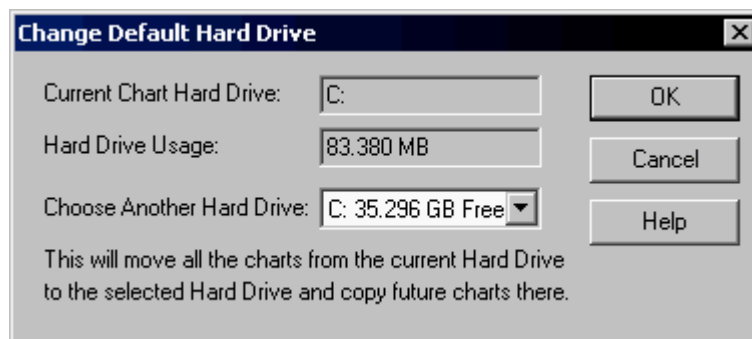 Change Default Hard Drive
Current Chart Hard Drive: C: OK
Hard Drive Usage: 83.380 MB Cancel
Choose Another Hard Drive: C: 35.296 GB Free Help
This will move all the charts from the current Hard Drive
to the selected Hard Drive and copy future charts there.